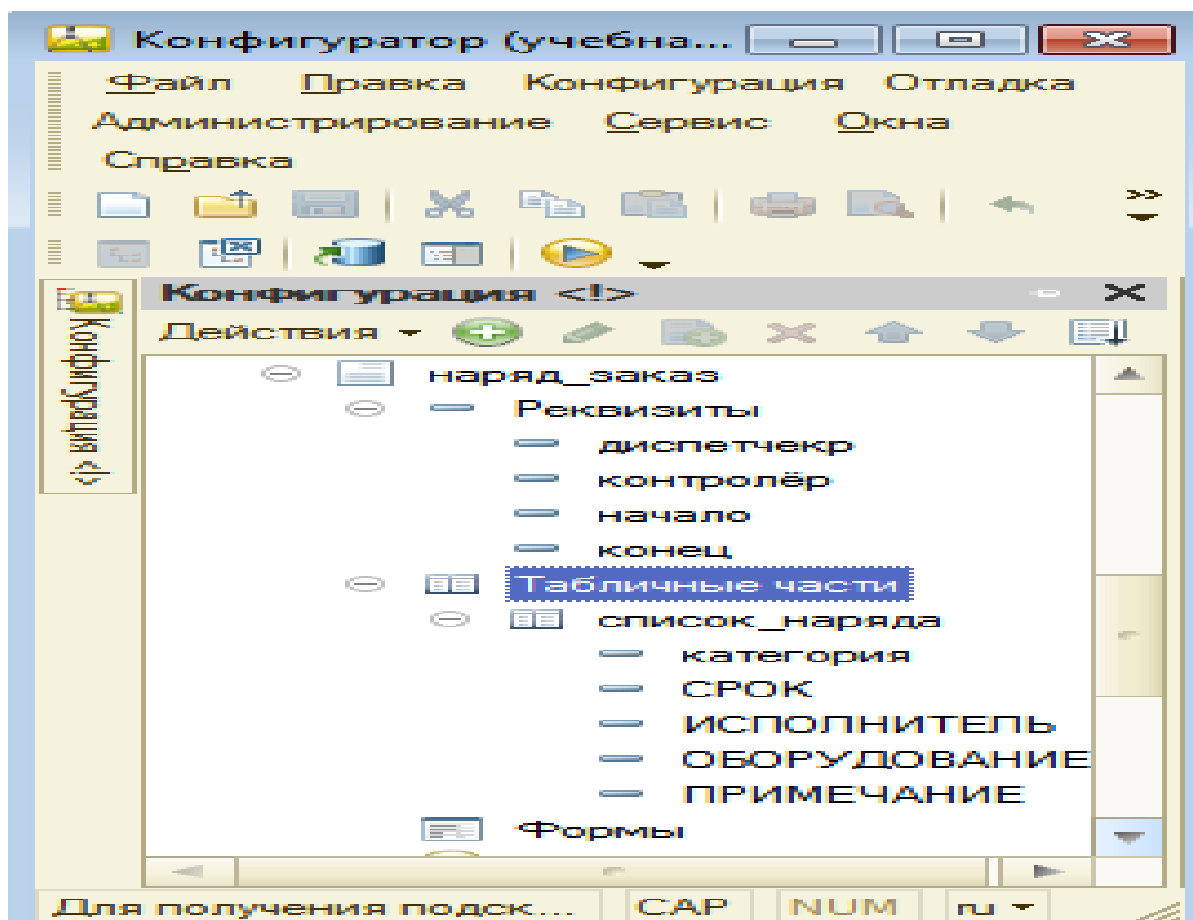 Конфигуратор (учебна...
Файл Правка Конфигурация Отладка
Администрирование Сервис Окна
Справка
Конфигурация <!>
Конфигурация <!>
Действия
наряд_заказ
Реквизиты
диспетчекр
контролёр
начало
конец
Табличные части
список_наряда
категория
СРОК
ИСПОЛНИТЕЛЬ
ОБОРУДОВАНИЕ
ПРИМЕЧАНИЕ
Формы
Для получения подск... CAP NUM ru